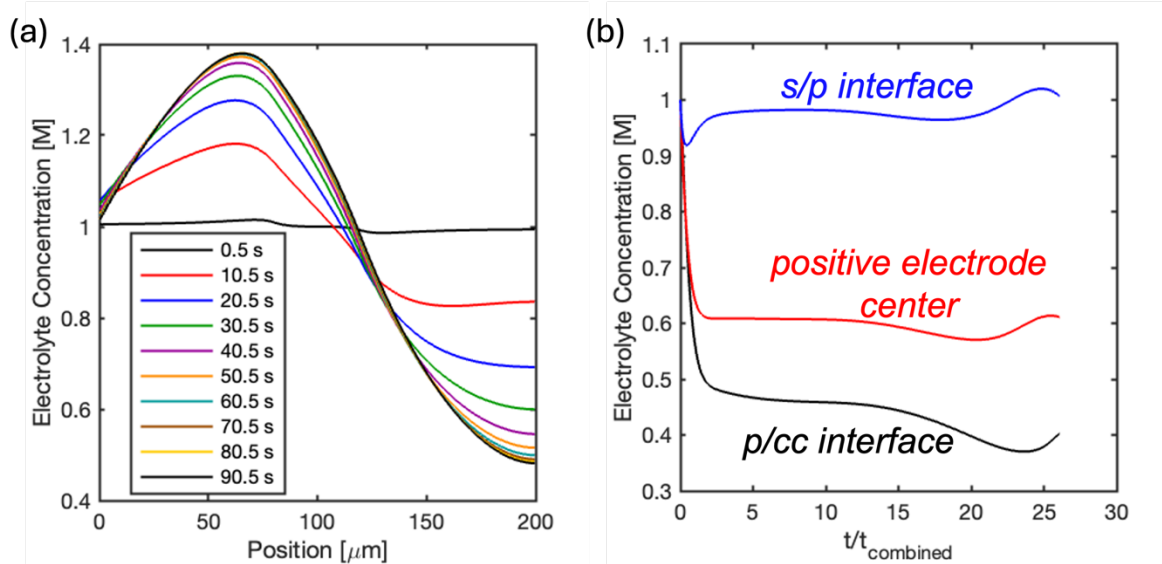 (a)
Electrolyte Concentration [M]
1.4
1.2
1
0.8
0.6
0.4
0.5 s
10.5 s
20.5 s
30.5 s
40.5 s
50.5 s
60.5 s
70.5 s
80.5 s
90.5 s
0
50
100
150
200
Position [μm]
(b)
Electrolyte Concentration [M]
1.1
1
0.9
0.8
0.7
0.6
0.5
0.4
0.3
s/p interface
positive electrode
center
p/cc interface
0
5
10
15
20
25
30
t/t_combined